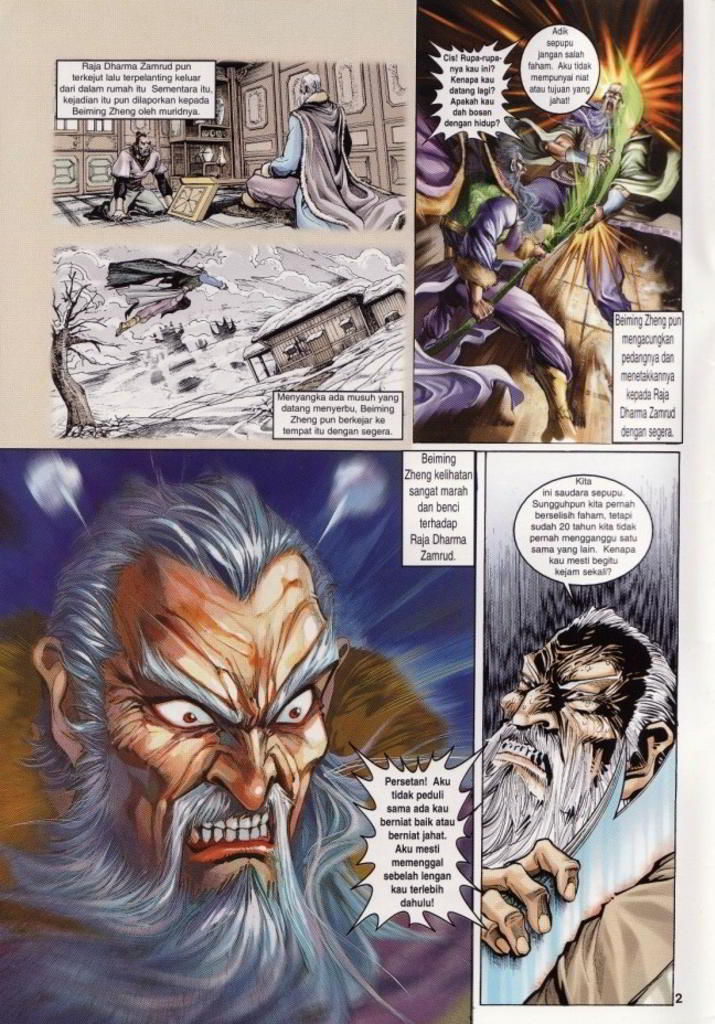 Raja Dharma Zamrud pun
terkejut lalu terpelanting keluar
dalam rumah itu Sementara itu,
kejadian itu pun dilaporkan kepada
Beiming Zheng oleh muridnya.
Menyangka ada musuh yang
datang menyerbu, Beiming
Zheng pun berkejar ke
tempat itu dengan segera.
Cis! Rupa-rupa-
nya kau ini?
Kenapa kau
datang lagi?
Apakah kau
dah bosan
dengan hidup?
Adik
sepupu
jangan salah
faham. Aku tidak
mempunyai niat
atau tujuan yang
jahat!
Beiming Zheng pun
mengacungkan
pedangnya dan
menetakkannya
kepada Raja
Dharma Zamrud
dengan segera.
Beiming
Zheng kelihatan
sangat marah
dan benci
terhadap
Raja Dharma
Zamrud.
Persetan! Aku
tidak peduli
sama ada kau
berniat baik atau
berniat jahat.
Aku mesti
memenggal
sebelah lengan
kau terlebih
dahulu!
Kita
ini saudara sepupu.
Sungguhpun kita pernah
berselisih faham, tetapi
sudah 20 tahun kita tidak
pernah mengganggu satu
sama yang lain. Kenapa
kau mesti begitu
kejam sekali?
2